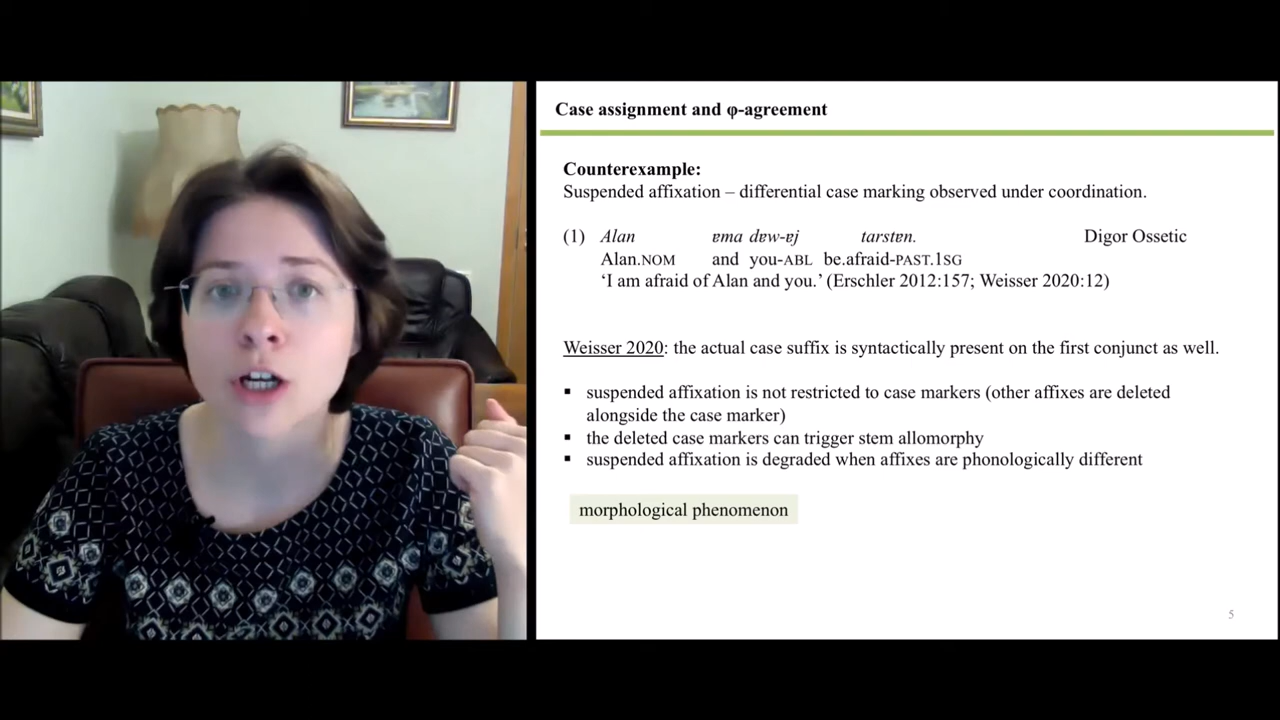 Case assignment and φ-agreement
Counterexample:
Suspended affixation – differential case marking observed under coordination.
(1) Alan ɐma dɐw-ɐj tarstɐn. Digor Ossetic
Alan.NOM and you-ABL be.afraid-PAST.1SG
‘I am afraid of Alan and you.’ (Erschler 2012:157; Weisser 2020:12)
Weisser 2020: the actual case suffix is syntactically present on the first conjunct as well.
▪ suspended affixation is not restricted to case markers (other affixes are deleted
alongside the case marker)
▪ the deleted case markers can trigger stem allomorphy
▪ suspended affixation is degraded when affixes are phonologically different
morphological phenomenon
5